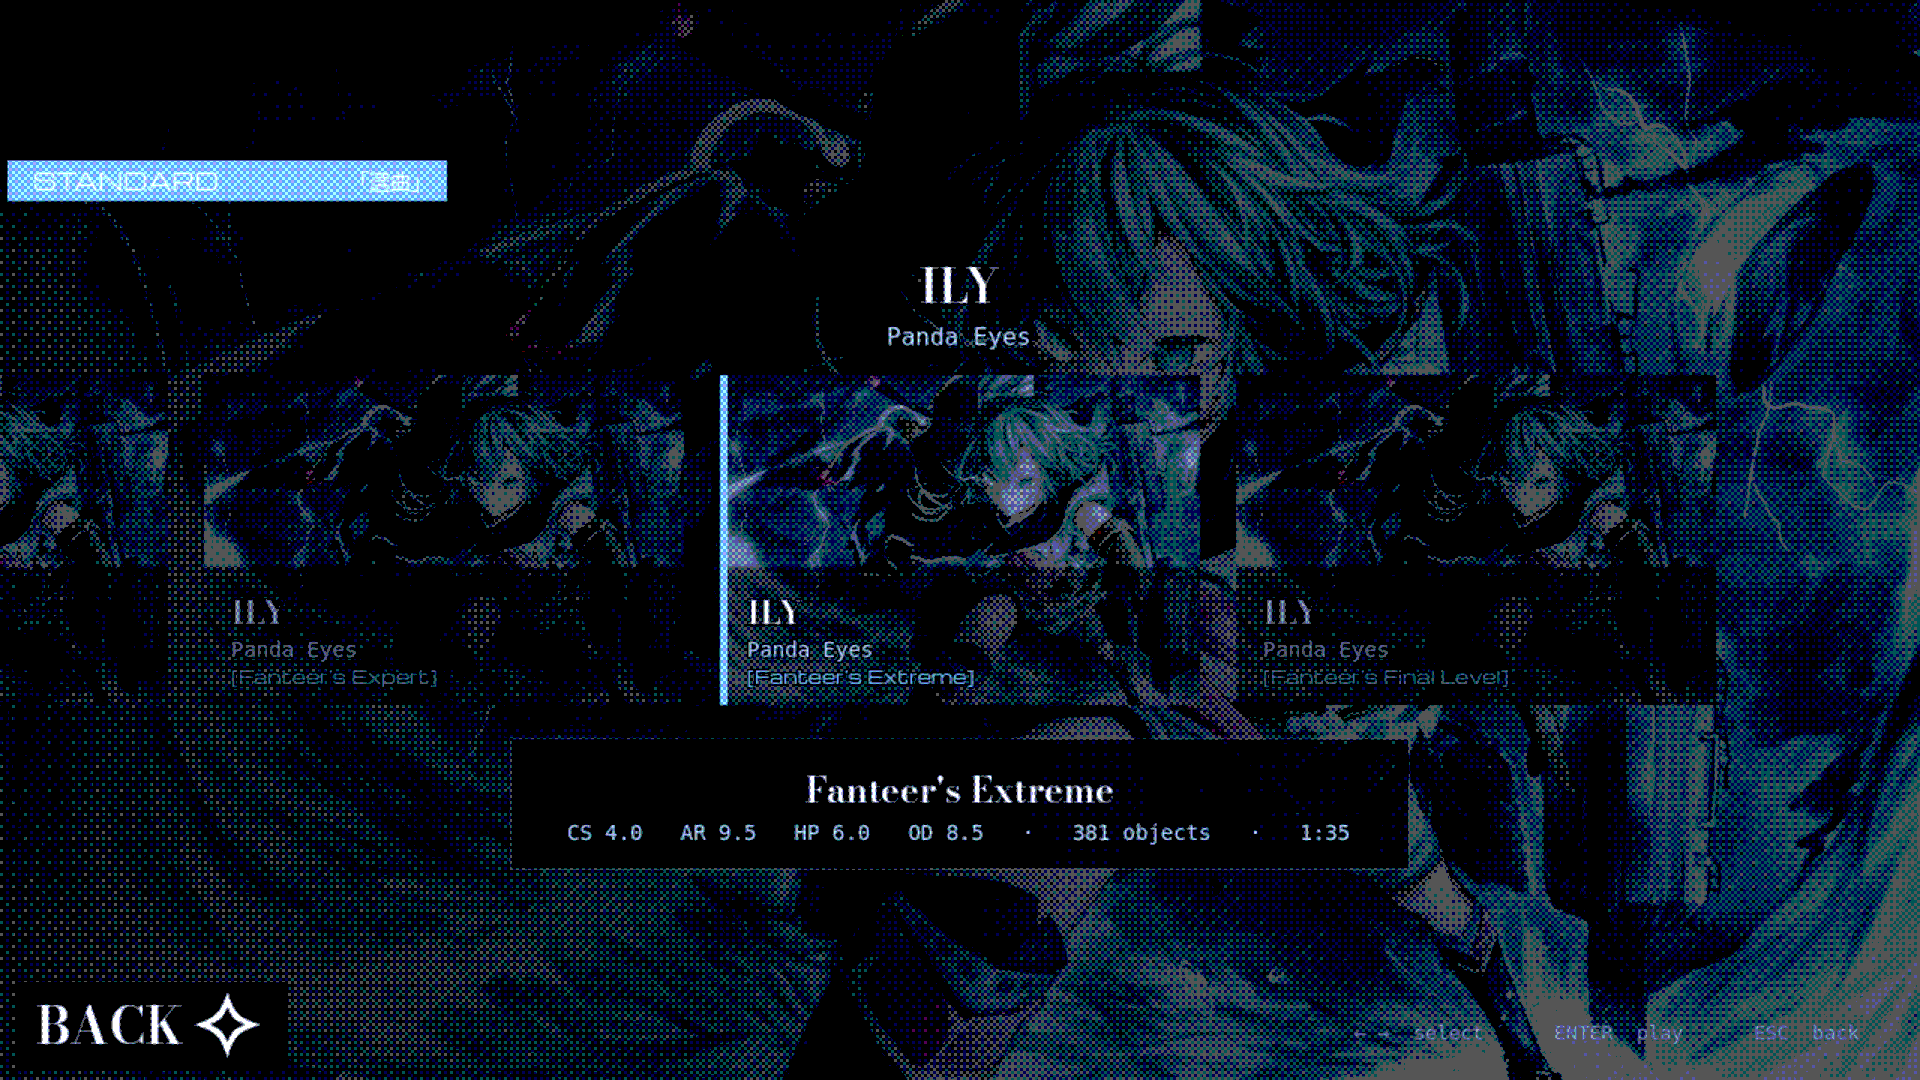 STANDARD 「選曲」
ILY
Panda Eyes
ILY
Panda Eyes
[Fanteer's Expert]
ILY
Panda Eyes
[Fanteer's Extreme]
ILY
Panda Eyes
[Fanteer's Final Level]
Fanteer's Extreme
CS 4.0 AR 9.5 HP 6.0 OD 8.5 · 381 objects · 1:35
BACK
← → select ENTER play ESC back